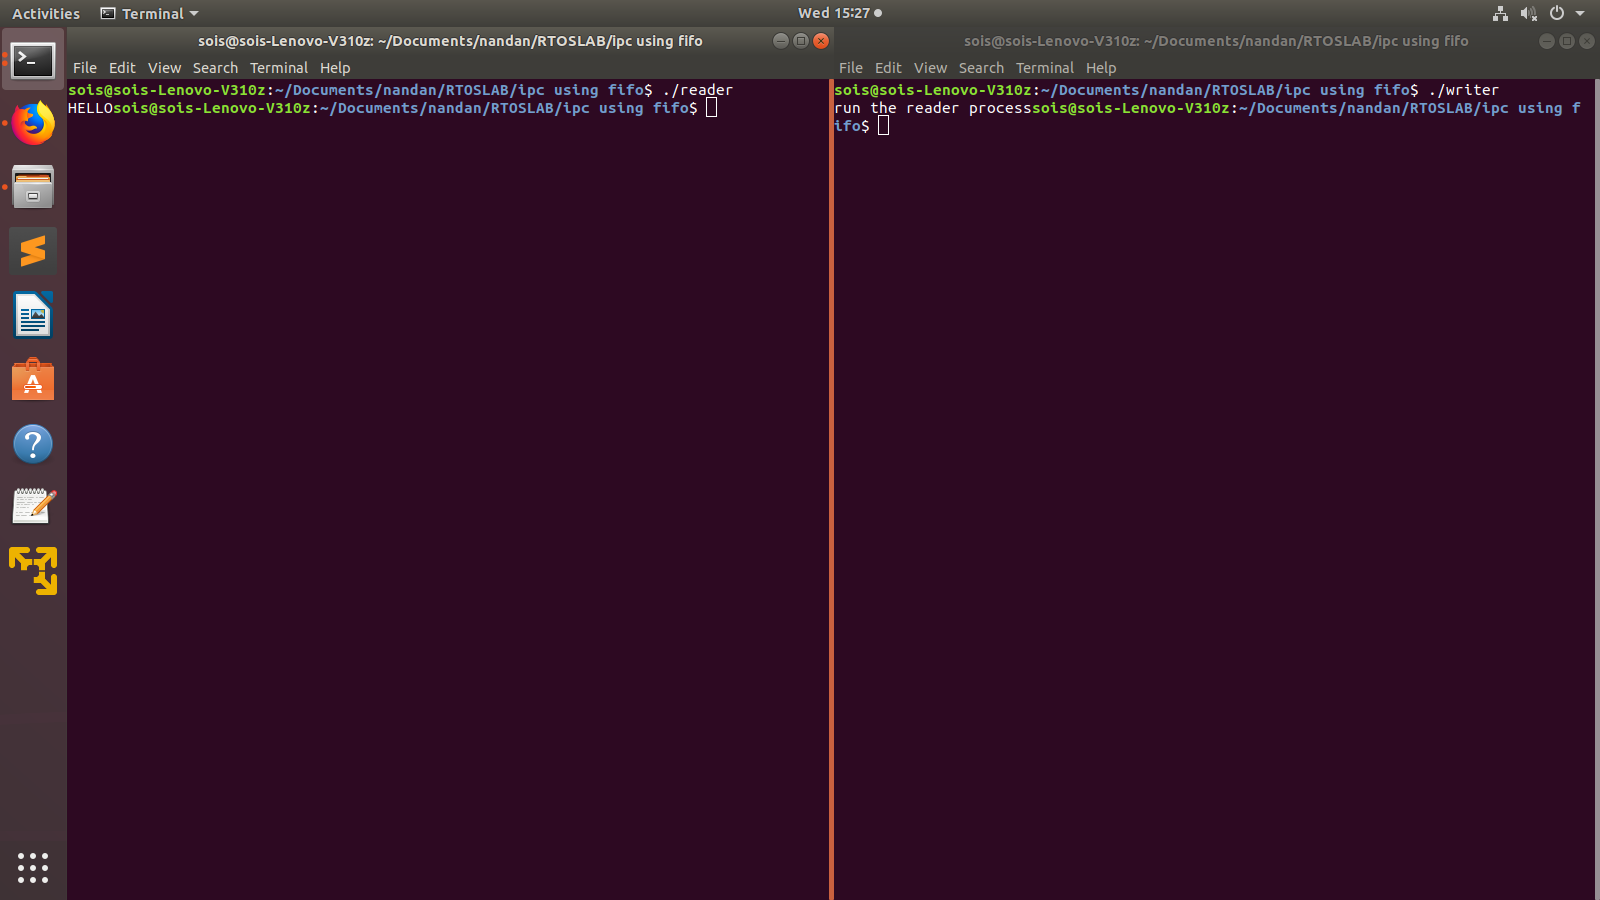 Activities Terminal Wed 15:27
sois@sois-Lenovo-V310z: ~/Documents/nandan/RTOSLAB/ipc using fifo
File Edit View Search Terminal Help
sois@sois-Lenovo-V310z:~/Documents/nandan/RTOSLAB/ipc using fifo$ ./reader
HELLOsois@sois-Lenovo-V310z:~/Documents/nandan/RTOSLAB/ipc using fifo$
sois@sois-Lenovo-V310z: ~/Documents/nandan/RTOSLAB/ipc using fifo
File Edit View Search Terminal Help
sois@sois-Lenovo-V310z:~/Documents/nandan/RTOSLAB/ipc using fifo$ ./writer
run the reader processsois@sois-Lenovo-V310z:~/Documents/nandan/RTOSLAB/ipc using f
ifo$